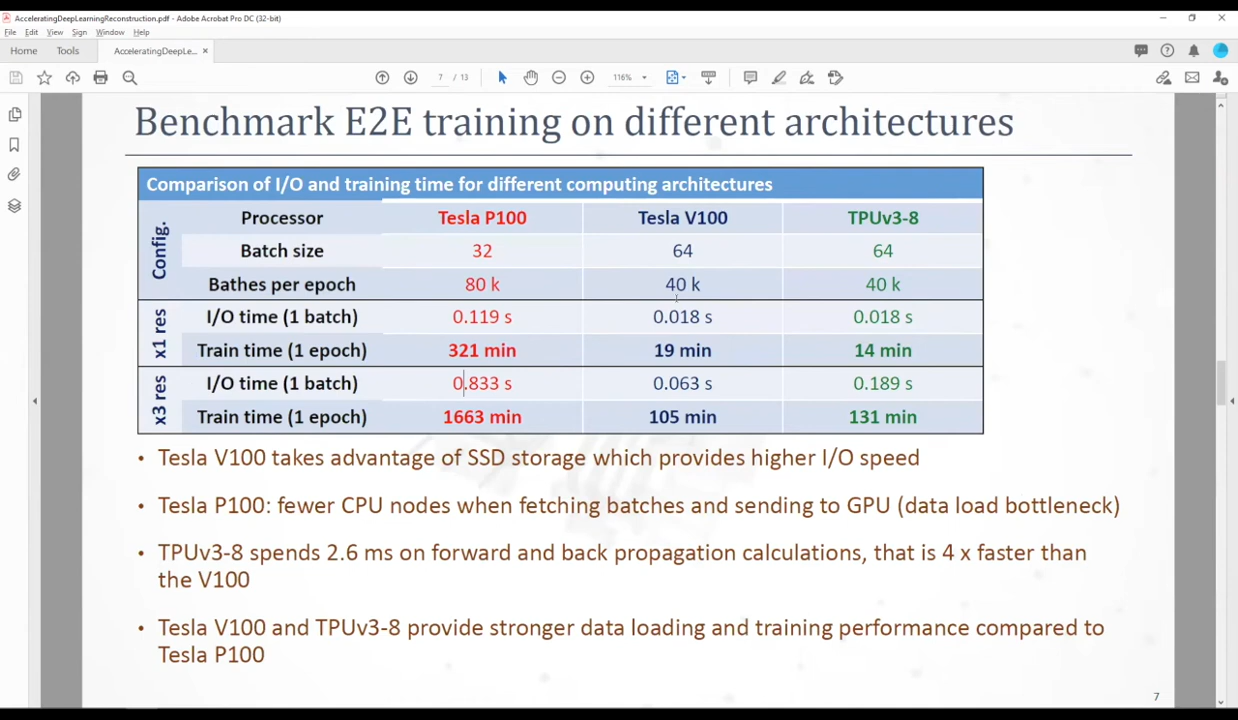 AcceleratingDeepLearningReconstruction.pdf - Adobe Acrobat Pro DC (32-bit)
File Edit View Sign Window Help
Home Tools AcceleratingDeepLe... ×
7 / 13 116%
Benchmark E2E training on different architectures
Comparison of I/O and training time for different computing architectures
Config.
Processor Tesla P100 Tesla V100 TPUv3-8
Batch size 32 64 64
Bathes per epoch 80 k 40 k 40 k
x1 res
I/O time (1 batch) 0.119 s 0.018 s 0.018 s
Train time (1 epoch) 321 min 19 min 14 min
x3 res
I/O time (1 batch) 0.833 s 0.063 s 0.189 s
Train time (1 epoch) 1663 min 105 min 131 min
• Tesla V100 takes advantage of SSD storage which provides higher I/O speed
• Tesla P100: fewer CPU nodes when fetching batches and sending to GPU (data load bottleneck)
• TPUv3-8 spends 2.6 ms on forward and back propagation calculations, that is 4 x faster than
the V100
• Tesla V100 and TPUv3-8 provide stronger data loading and training performance compared to
Tesla P100
7